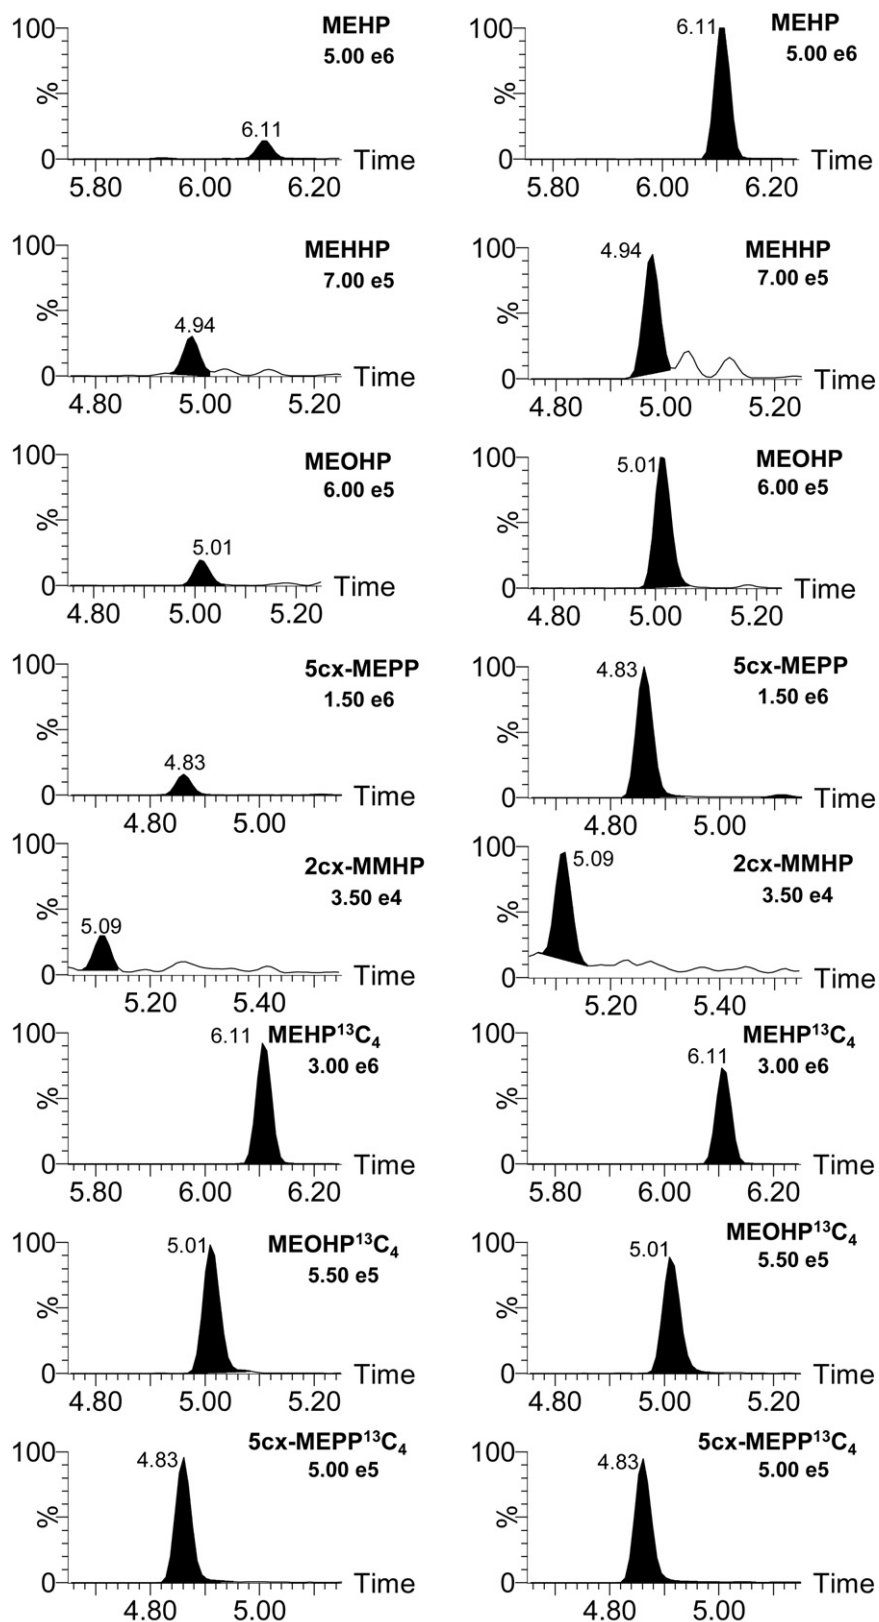 100 MEHP
5.00 e6
%
6.11
0 Time
5.80 6.00 6.20
100 6.11 MEHP
5.00 e6
%
0 Time
5.80 6.00 6.20
100 MEHHP
7.00 e5
%
4.94
0 Time
4.80 5.00 5.20
100 4.94 MEHHP
7.00 e5
%
0 Time
4.80 5.00 5.20
100 MEOHP
6.00 e5
%
5.01
0 Time
4.80 5.00 5.20
100 5.01 MEOHP
6.00 e5
%
0 Time
4.80 5.00 5.20
100 5cx-MEPP
1.50 e6
%
4.83
0 Time
4.80 5.00
100 4.83 5cx-MEPP
1.50 e6
%
0 Time
4.80 5.00
100 2cx-MMHP
3.50 e4
%
5.09
0 Time
5.20 5.40
100 5.09 2cx-MMHP
3.50 e4
%
0 Time
5.20 5.40
100 6.11 MEHP¹³C₄
3.00 e6
%
0 Time
5.80 6.00 6.20
100 MEHP¹³C₄
6.11 3.00 e6
%
0 Time
5.80 6.00 6.20
100 5.01 MEOHP¹³C₄
5.50 e5
%
0 Time
4.80 5.00 5.20
100 MEOHP¹³C₄
5.01 5.50 e5
%
0 Time
4.80 5.00 5.20
100 5cx-MEPP¹³C₄
4.83 5.00 e5
%
0 Time
4.80 5.00
100 5cx-MEPP¹³C₄
4.83 5.00 e5
%
0 Time
4.80 5.00